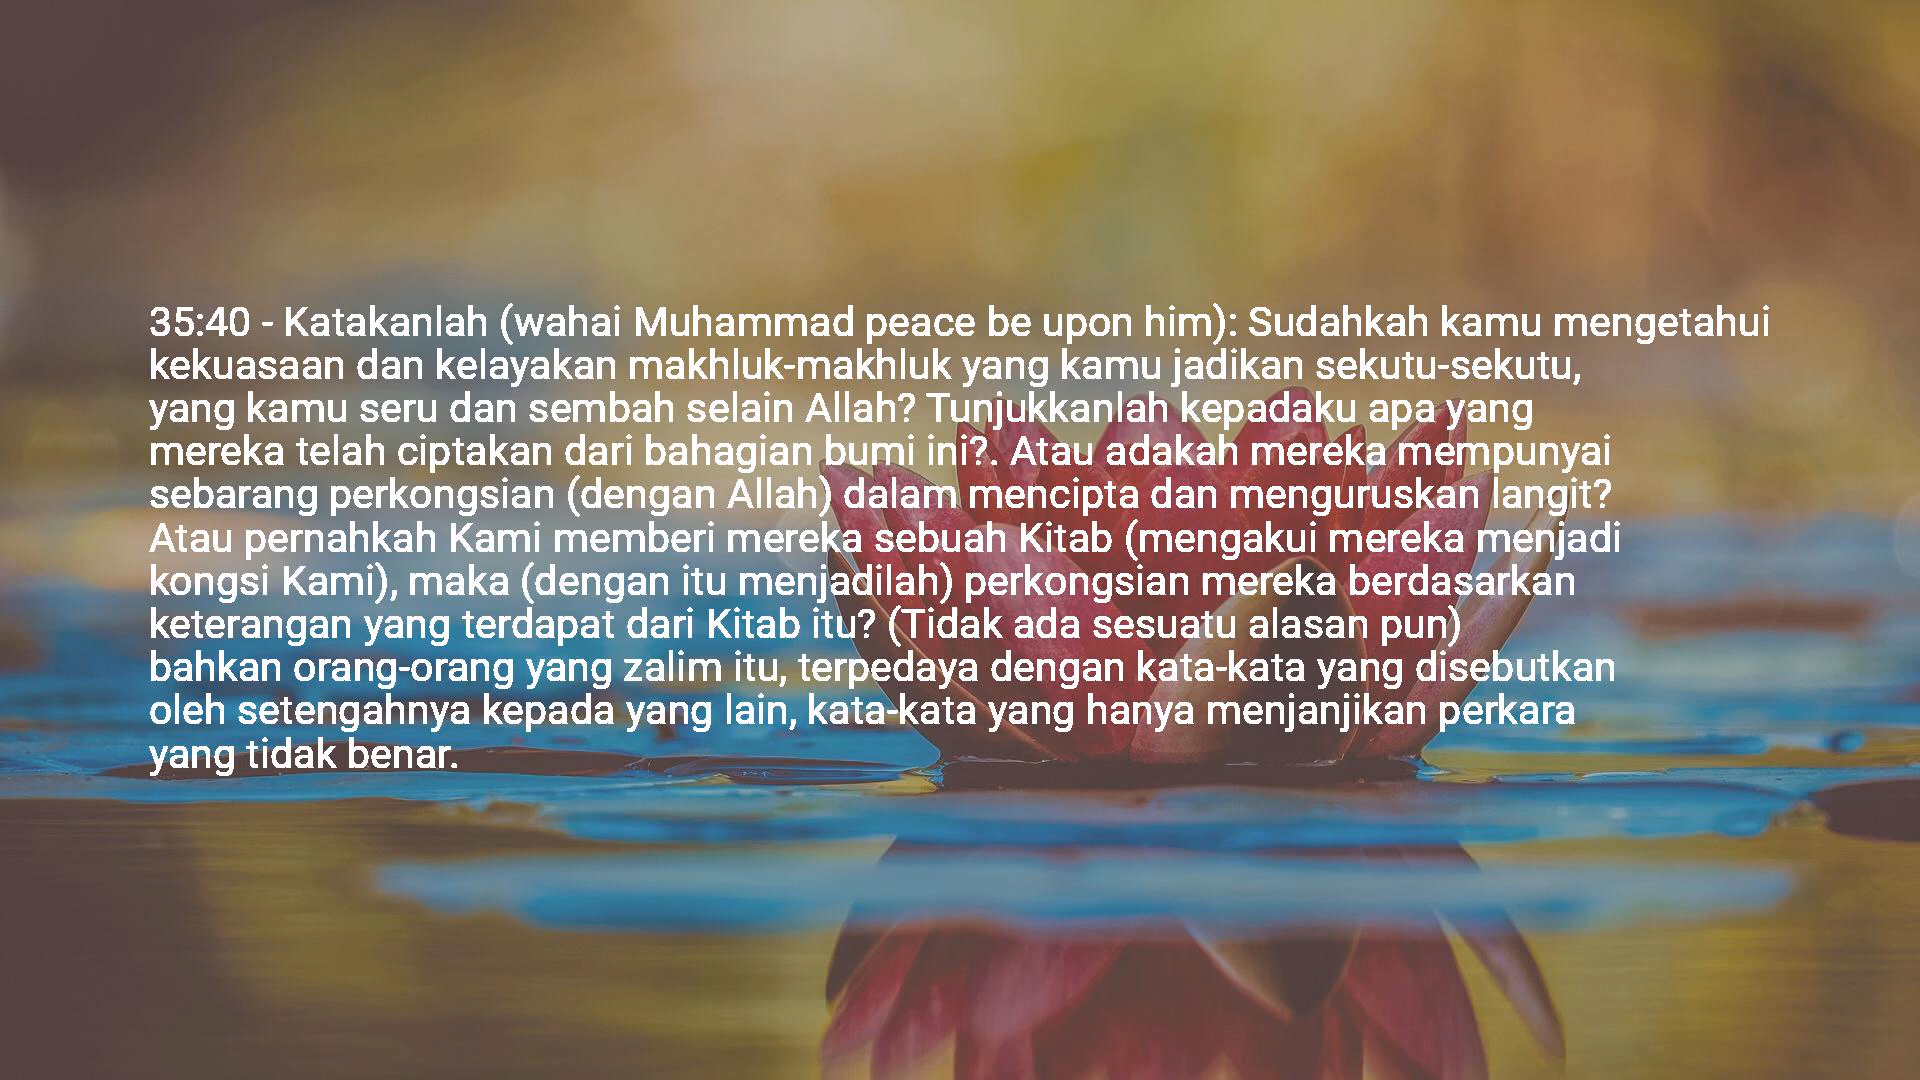 35:40 - Katakanlah (wahai Muhammad peace be upon him): Sudahkah kamu mengetahui
kekuasaan dan kelayakan makhluk-makhluk yang kamu jadikan sekutu-sekutu,
yang kamu seru dan sembah selain Allah? Tunjukkanlah kepadaku apa yang
mereka telah ciptakan dari bahagian bumi ini?. Atau adakah mereka mempunyai
sebarang perkongsian (dengan Allah) dalam mencipta dan menguruskan langit?
Atau pernahkah Kami memberi mereka sebuah Kitab (mengakui mereka menjadi
kongsi Kami), maka (dengan itu menjadilah) perkongsian mereka berdasarkan
keterangan yang terdapat dari Kitab itu? (Tidak ada sesuatu alasan pun)
bahkan orang-orang yang zalim itu, terpedaya dengan kata-kata yang disebutkan
oleh setengahnya kepada yang lain, kata-kata yang hanya menjanjikan perkara
yang tidak benar.